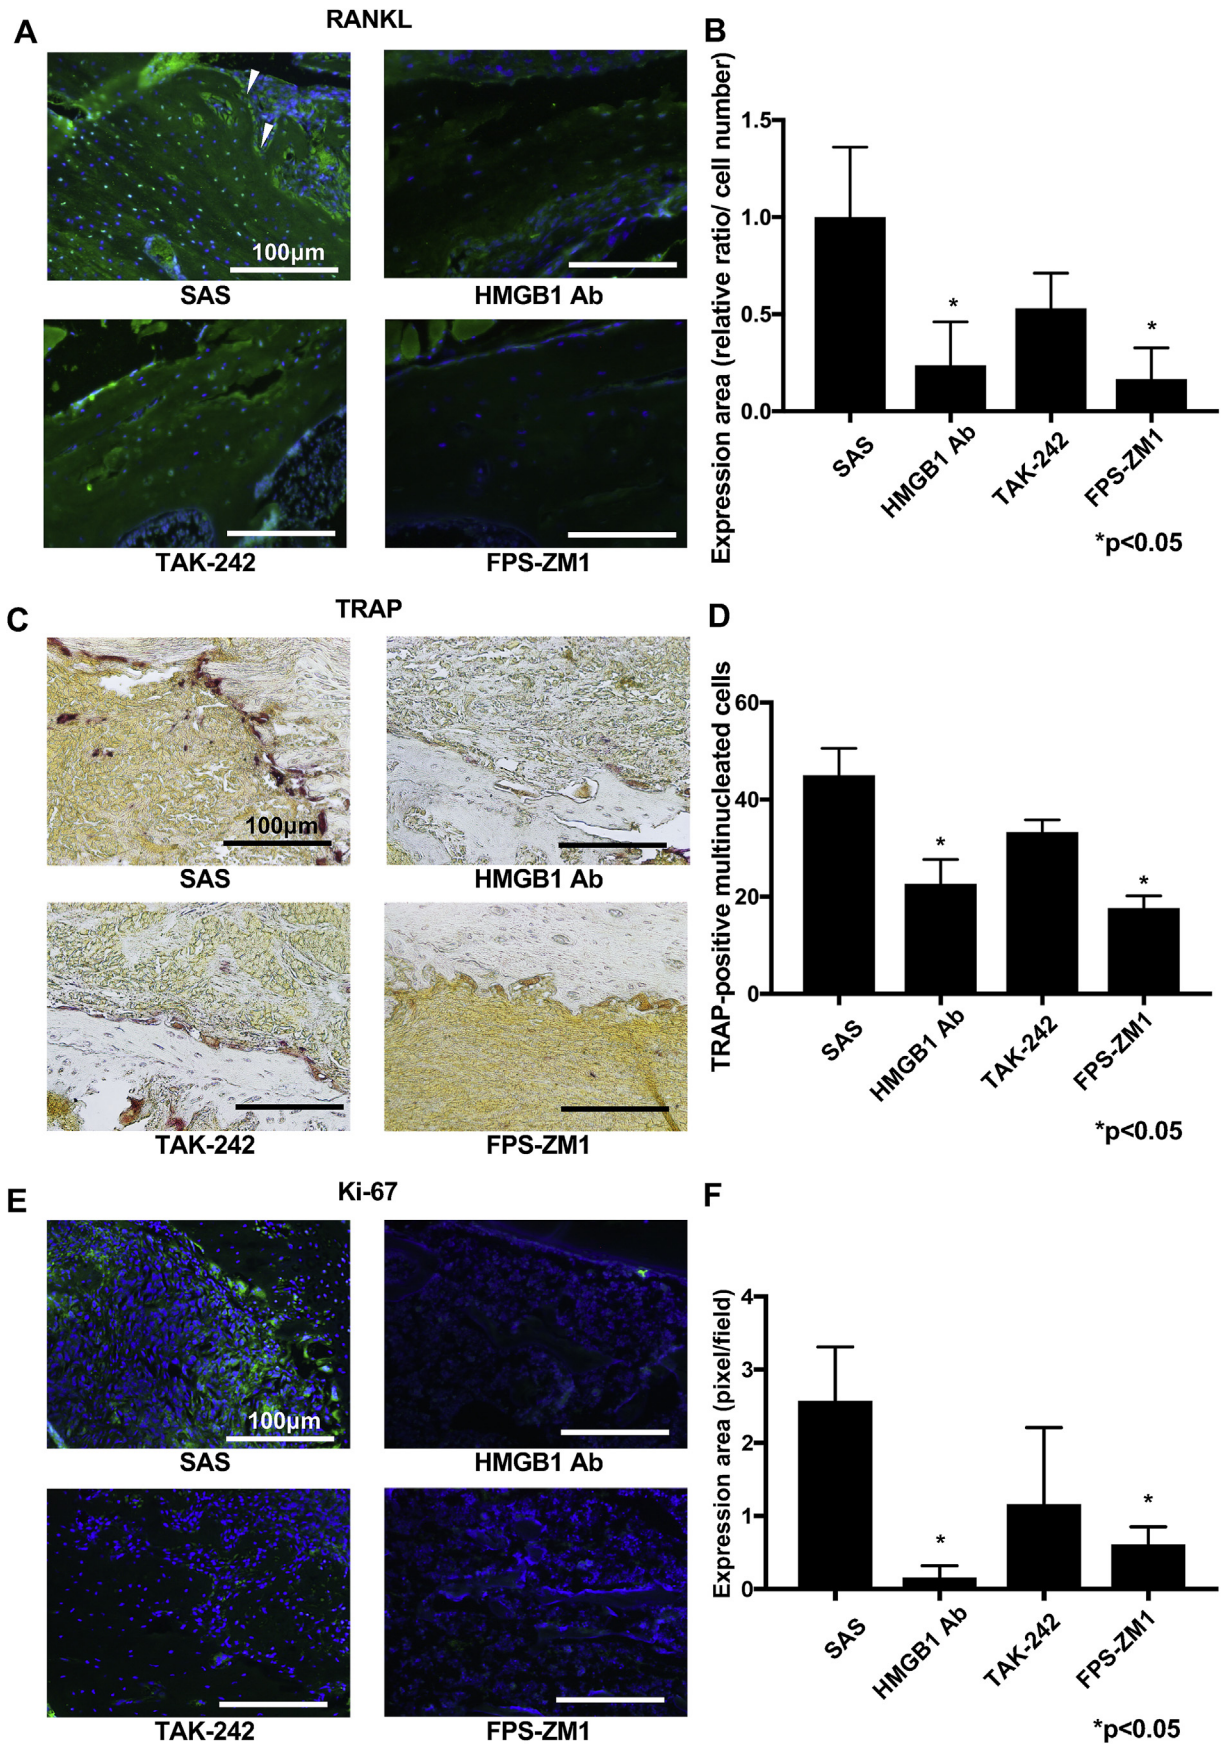 A
RANKL
100μm
SAS
HMGB1 Ab
TAK-242
FPS-ZM1
B
Expression area (relative ratio/ cell number)
1.5
1.0
0.5
0.0
*
*
SAS
HMGB1 Ab
TAK-242
FPS-ZM1
*p<0.05
C
TRAP
100μm
SAS
HMGB1 Ab
TAK-242
FPS-ZM1
D
TRAP-positive multinucleated cells
60
40
20
0
*
*
SAS
HMGB1 Ab
TAK-242
FPS-ZM1
*p<0.05
E
Ki-67
100μm
SAS
HMGB1 Ab
TAK-242
FPS-ZM1
F
Expression area (pixel/field)
4
3
2
1
0
*
*
SAS
HMGB1 Ab
TAK-242
FPS-ZM1
*p<0.05